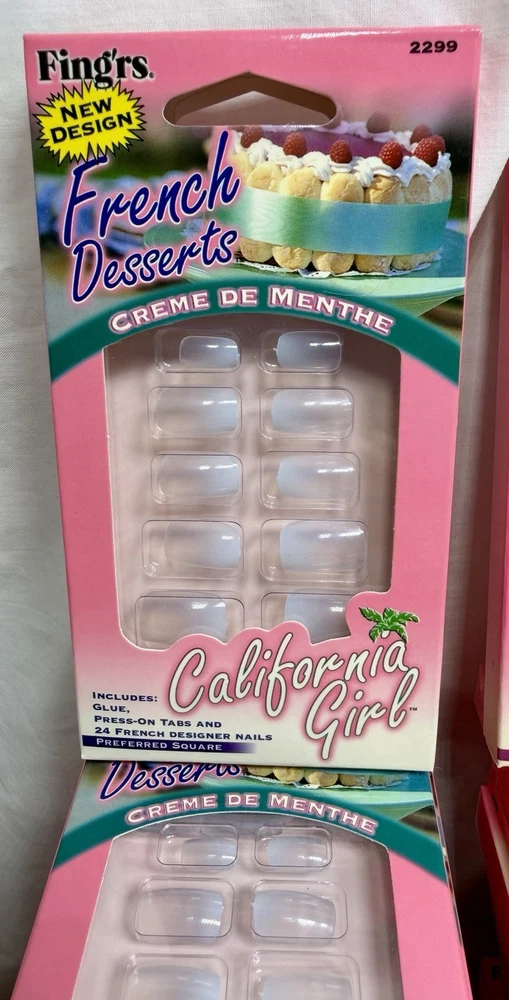 Fing'rs.
2299
NEW
DESIGN
French
Desserts
CREME DE MENTHE
California
Girl™
INCLUDES:
GLUE,
PRESS-ON TABS AND
24 FRENCH DESIGNER NAILS
PREFERRED SQUARE
Desserts
CREME DE MENTHE